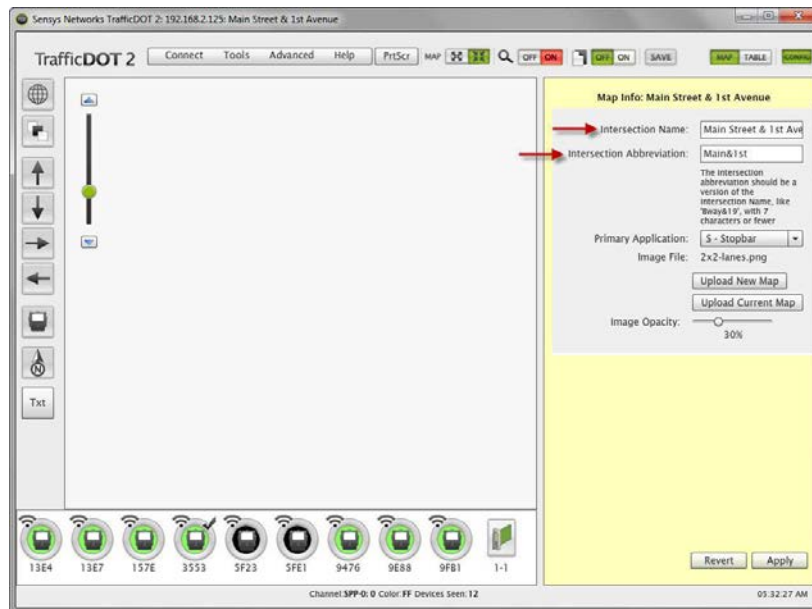 Sensys Networks TrafficDOT 2: 192.168.2.125: Main Street & 1st Avenue
TrafficDOT 2
Connect Tools Advanced Help
PrtScr
MAP
OFF ON
OFF ON
SAVE
MAP TABLE
CONFIG
Map Info: Main Street & 1st Avenue
Intersection Name: Main Street & 1st Ave
Intersection Abbreviation: Main&1st
The intersection
abbreviation should be a
version of the
Intersection Name, like
'Bway&19', with 7
characters or fewer
Primary Application: S - Stopbar
Image File: 2x2-lanes.png
Upload New Map
Upload Current Map
Image Opacity:
30%
N
Txt
13E4 13E7 157E 3553 5F23 5FE1 9476 9E88 9FB1 1-1
Revert Apply
Channel:SPP-0: 0 Color:FF Devices Seen:12
05:32:27 AM